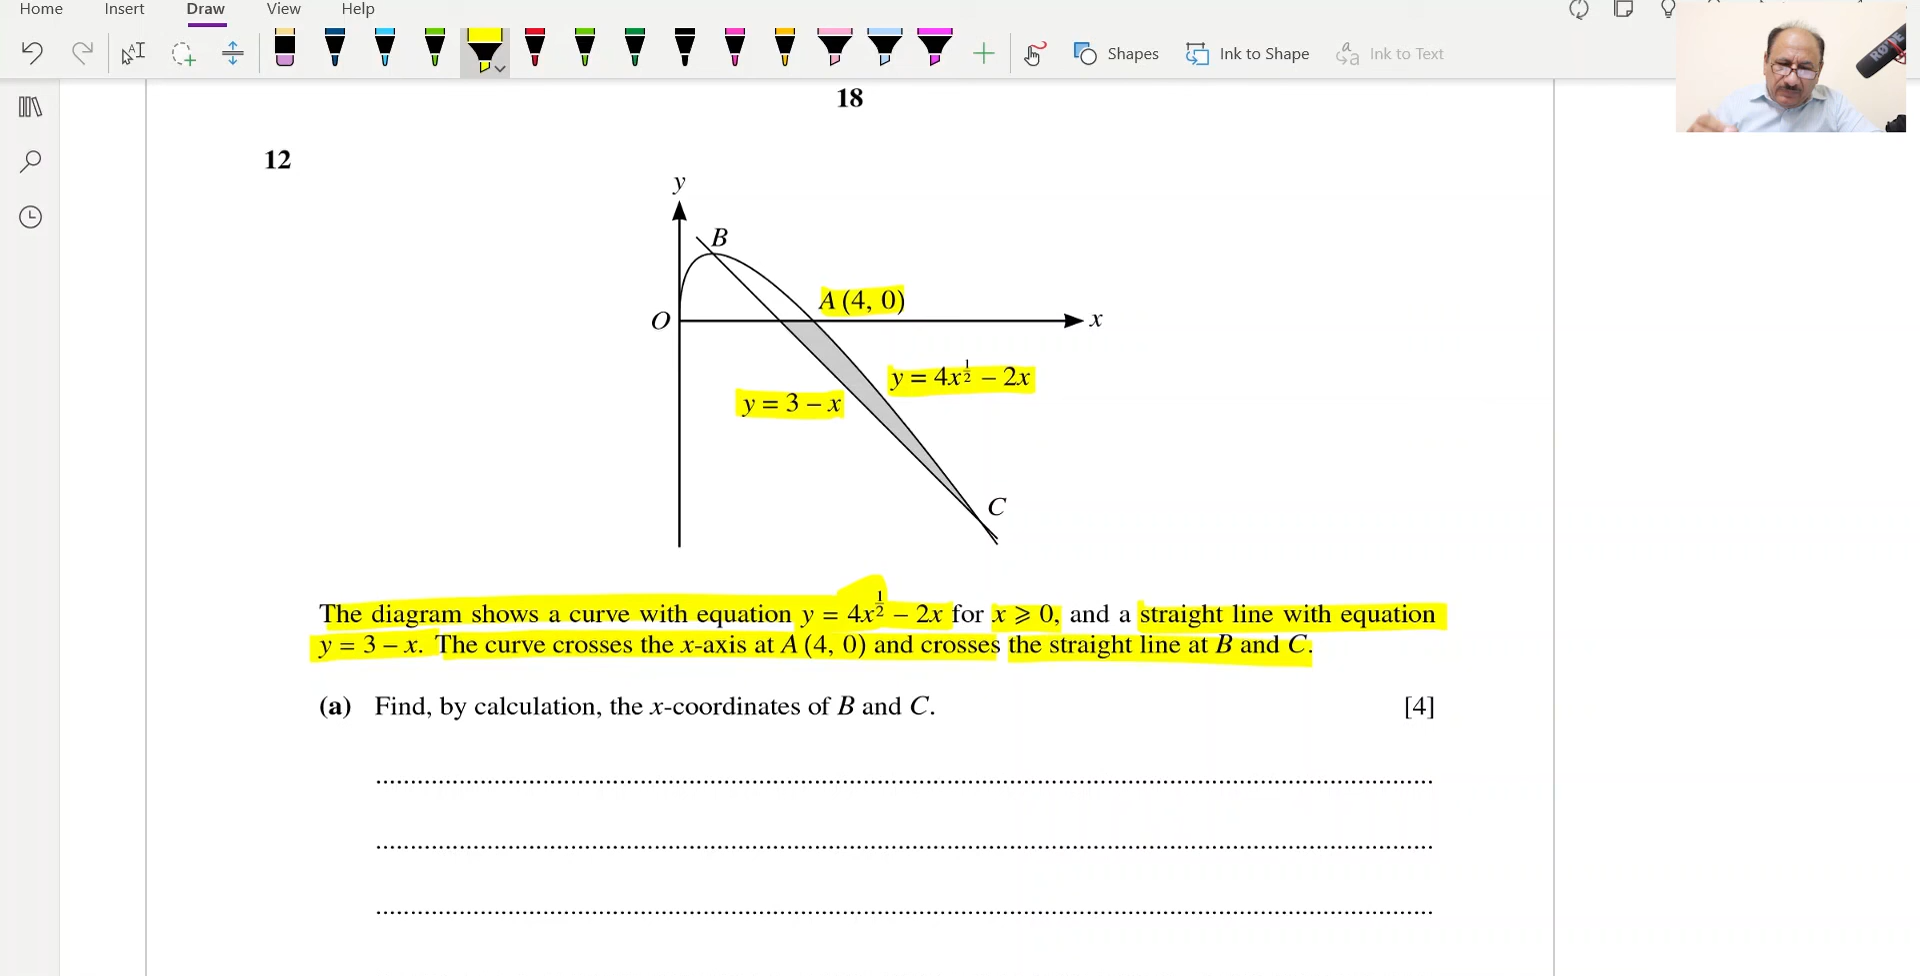 Home Insert Draw View Help
Shapes Ink to Shape Ink to Text
RØDE
18
12
y
B
A (4, 0)
O
x
y = 4x^{1/2} − 2x
y = 3 − x
C
The diagram shows a curve with equation y = 4x^{1/2} − 2x for x ⩾ 0, and a straight line with equation
y = 3 − x. The curve crosses the x-axis at A (4, 0) and crosses the straight line at B and C.
(a) Find, by calculation, the x-coordinates of B and C. [4]